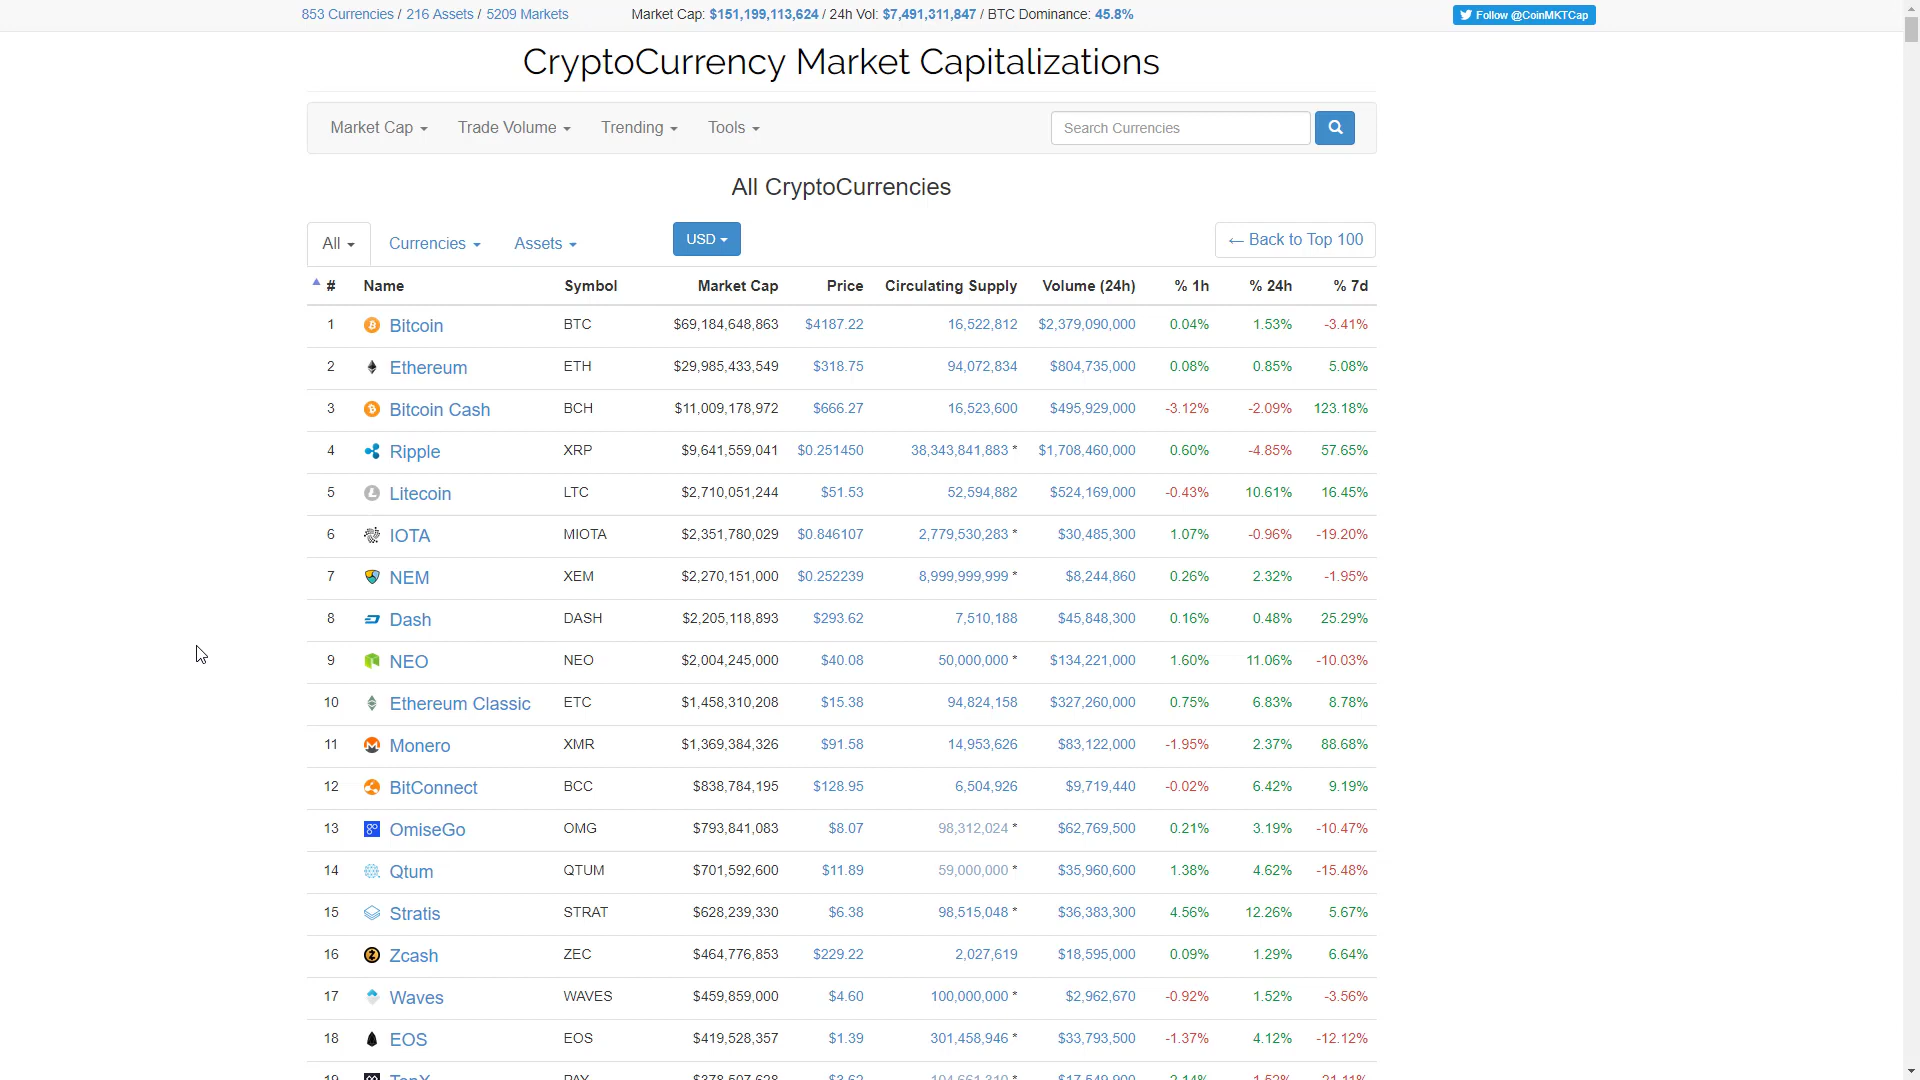 853 Currencies / 216 Assets / 5209 Markets Market Cap: $151,199,113,624 / 24h Vol: $7,491,311,847 / BTC Dominance: 45.8% Follow @CoinMKTCap
CryptoCurrency Market Capitalizations
Market Cap Trade Volume Trending Tools Search Currencies
All CryptoCurrencies
All Currencies Assets USD ← Back to Top 100
# Name Symbol Market Cap Price Circulating Supply Volume (24h) % 1h % 24h % 7d
1 Bitcoin BTC $69,184,648,863 $4187.22 16,522,812 $2,379,090,000 0.04% 1.53% -3.41%
2 Ethereum ETH $29,985,433,549 $318.75 94,072,834 $804,735,000 0.08% 0.85% 5.08%
3 Bitcoin Cash BCH $11,009,178,972 $666.27 16,523,600 $495,929,000 -3.12% -2.09% 123.18%
4 Ripple XRP $9,641,559,041 $0.251450 38,343,841,883 * $1,708,460,000 0.60% -4.85% 57.65%
5 Litecoin LTC $2,710,051,244 $51.53 52,594,882 $524,169,000 -0.43% 10.61% 16.45%
6 IOTA MIOTA $2,351,780,029 $0.846107 2,779,530,283 * $30,485,300 1.07% -0.96% -19.20%
7 NEM XEM $2,270,151,000 $0.252239 8,999,999,999 * $8,244,860 0.26% 2.32% -1.95%
8 Dash DASH $2,205,118,893 $293.62 7,510,188 $45,848,300 0.16% 0.48% 25.29%
9 NEO NEO $2,004,245,000 $40.08 50,000,000 * $134,221,000 1.60% 11.06% -10.03%
10 Ethereum Classic ETC $1,458,310,208 $15.38 94,824,158 $327,260,000 0.75% 6.83% 8.78%
11 Monero XMR $1,369,384,326 $91.58 14,953,626 $83,122,000 -1.95% 2.37% 88.68%
12 BitConnect BCC $838,784,195 $128.95 6,504,926 $9,719,440 -0.02% 6.42% 9.19%
13 OmiseGo OMG $793,841,083 $8.07 98,312,024 * $62,769,500 0.21% 3.19% -10.47%
14 Qtum QTUM $701,592,600 $11.89 59,000,000 * $35,960,600 1.38% 4.62% -15.48%
15 Stratis STRAT $628,239,330 $6.38 98,515,048 * $36,383,300 4.56% 12.26% 5.67%
16 Zcash ZEC $464,776,853 $229.22 2,027,619 $18,595,000 0.09% 1.29% 6.64%
17 Waves WAVES $459,859,000 $4.60 100,000,000 * $2,962,670 -0.92% 1.52% -3.56%
18 EOS EOS $419,528,357 $1.39 301,458,946 * $33,793,500 -1.37% 4.12% -12.12%
19 TenX PAY $378,507,628 $3.62 104,661,310 * $17,549,900